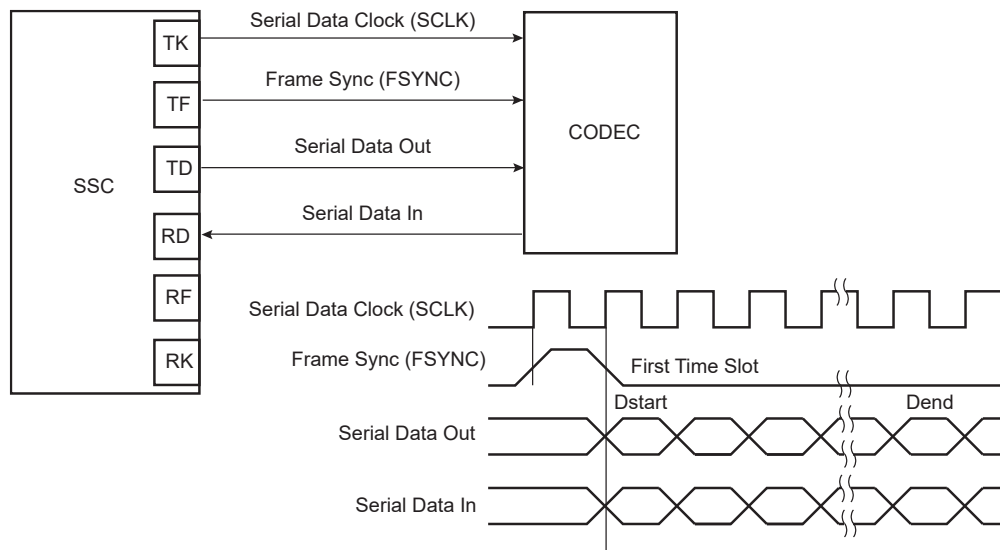 Serial Data Clock (SCLK)
TK
Frame Sync (FSYNC)
TF
CODEC
Serial Data Out
TD
SSC
Serial Data In
RD
RF
Serial Data Clock (SCLK)
RK
Frame Sync (FSYNC)
First Time Slot
Dstart
Dend
Serial Data Out
Serial Data In